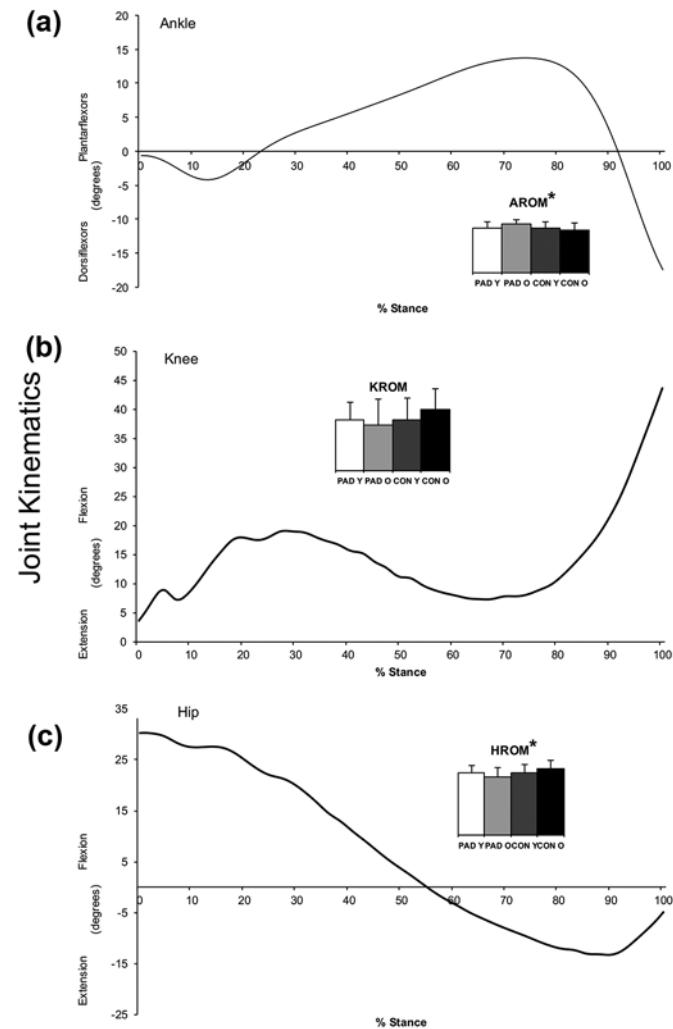 (a)
Ankle
20
15
10
5
0
-5
-10
-15
-20
Plantarflexors
(degrees)
Dorsiflexors
0 10 20 30 40 50 60 70 80 90 100
AROM*
PAD Y PAD O CON Y CON O
% Stance
Joint Kinematics
(b)
Knee
50
45
40
35
30
25
20
15
10
5
0
Flexion
(degrees)
Extension
KROM
PAD Y PAD O CON Y CON O
0 10 20 30 40 50 60 70 80 90 100
% Stance
(c)
Hip
35
25
15
5
-5
-15
-25
Flexion
(degrees)
Extension
HROM*
PAD Y PAD OCON YCON O
0 10 20 30 40 50 60 70 80 90 100
% Stance